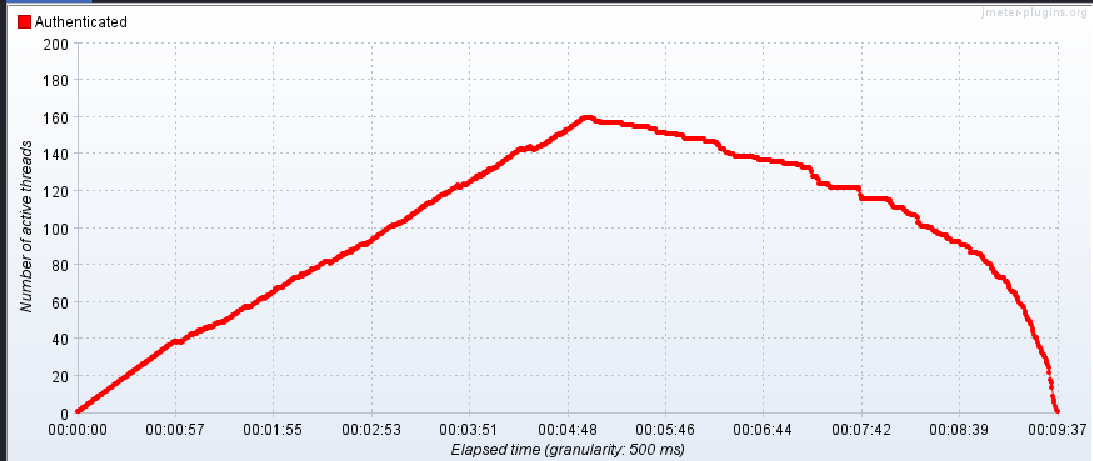 jmeter-plugins.org
Authenticated
200
180
160
140
120
100
80
60
40
20
0
Number of active threads
00:00:00 00:00:57 00:01:55 00:02:53 00:03:51 00:04:48 00:05:46 00:06:44 00:07:42 00:08:39 00:09:37
Elapsed time (granularity: 500 ms)